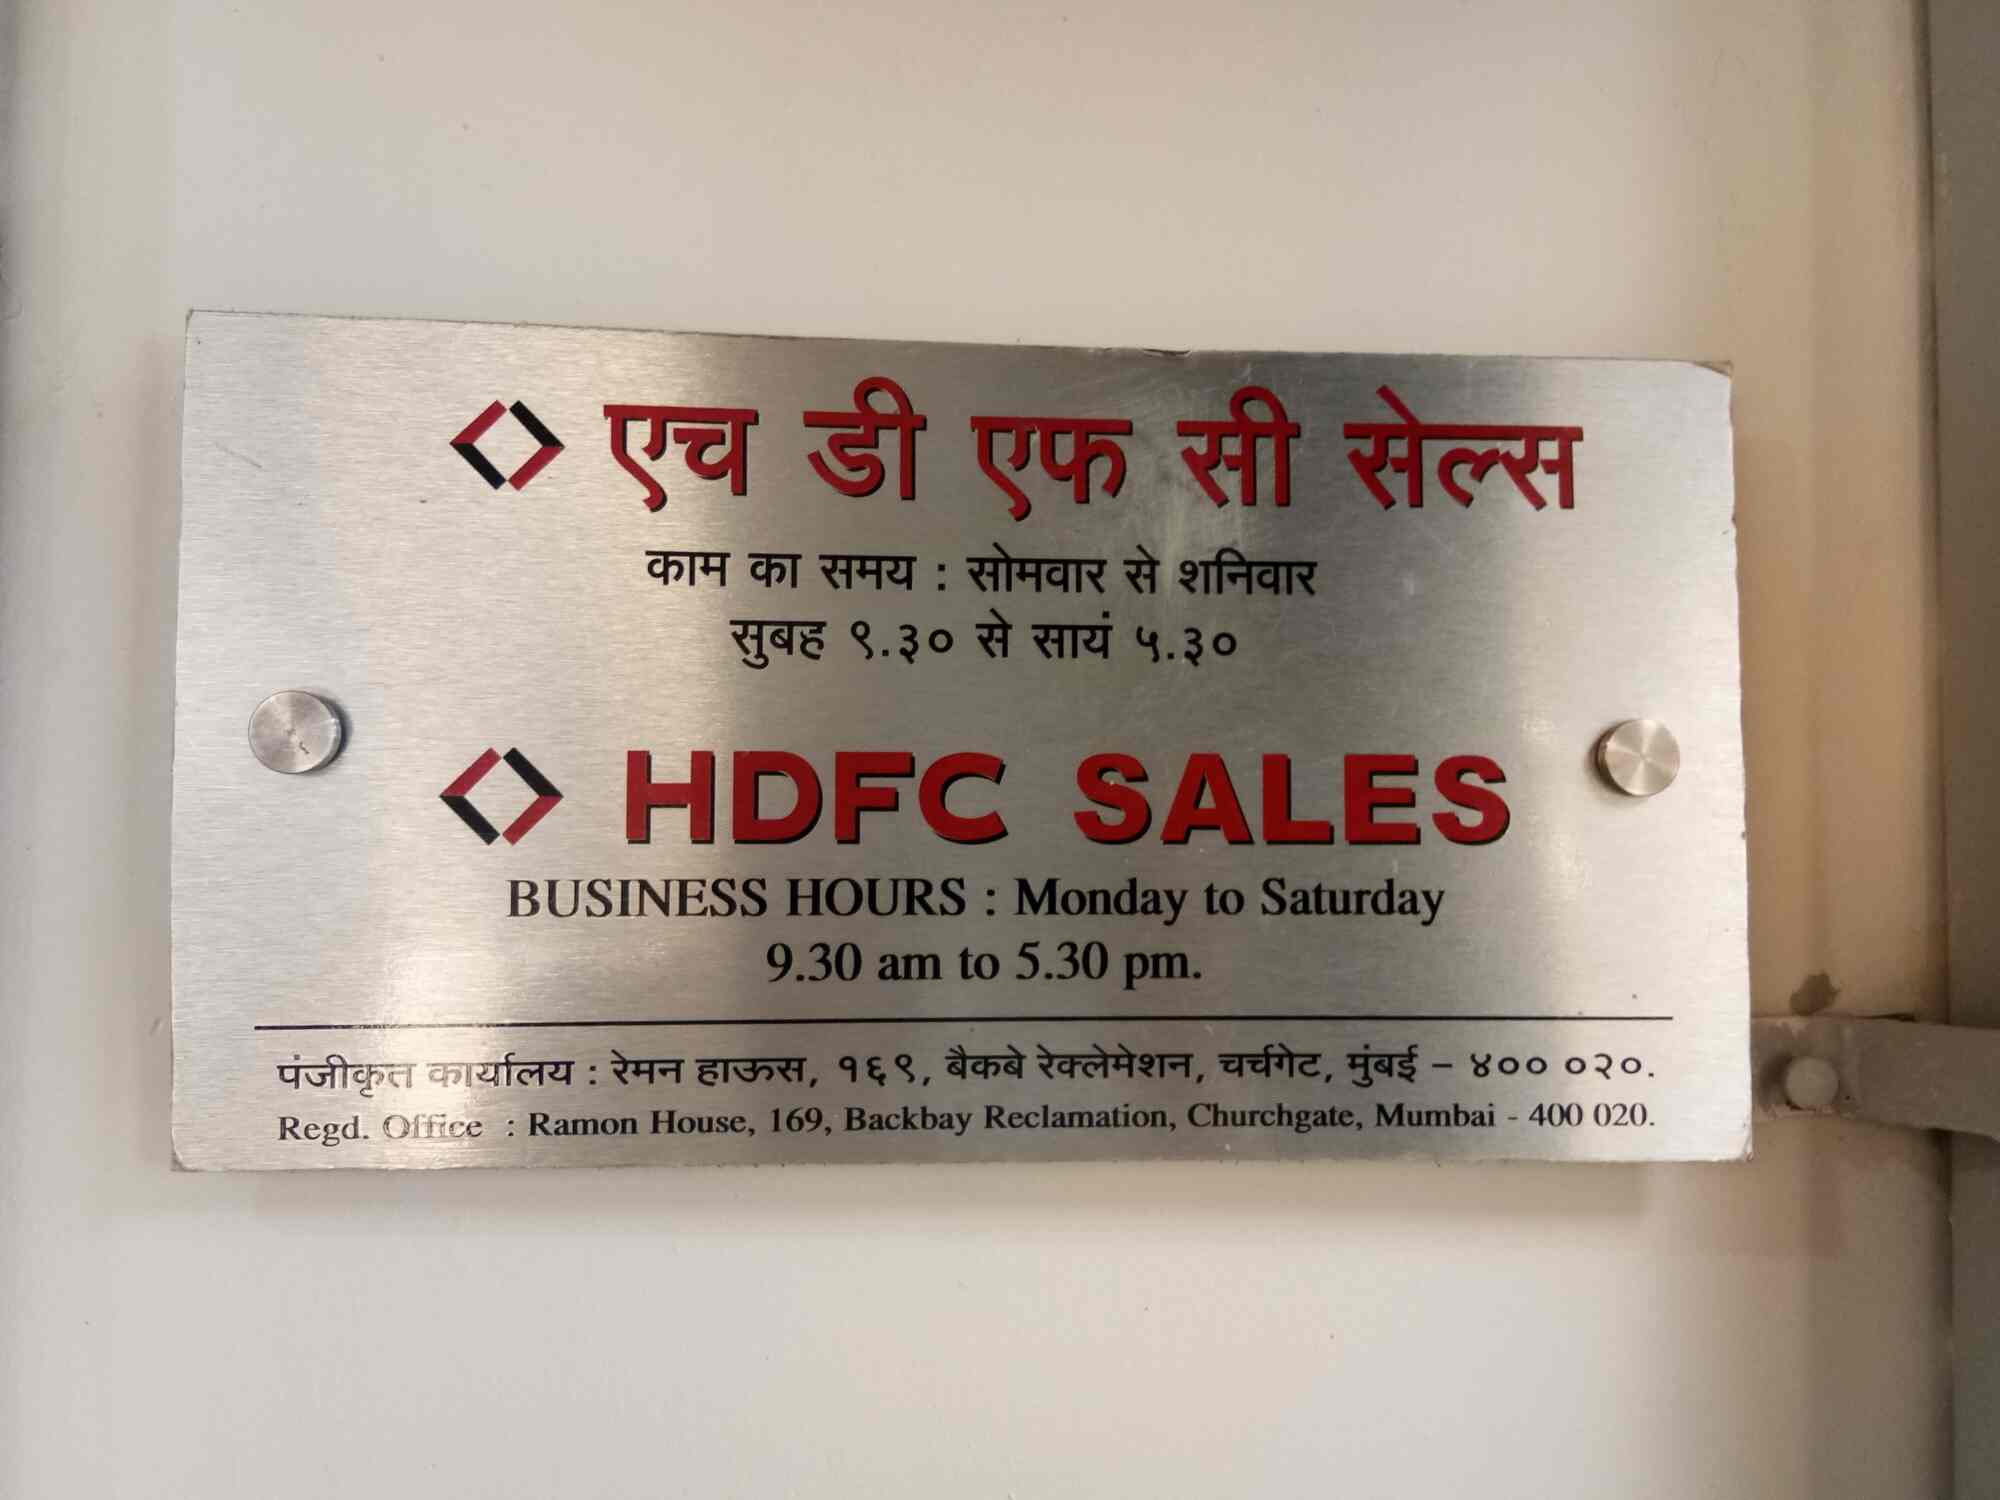 एच डी एफ सी सेल्स
काम का समय : सोमवार से शनिवार
सुबह ९.३० से सायं ५.३०
HDFC SALES
BUSINESS HOURS : Monday to Saturday
9.30 am to 5.30 pm.
पंजीकृत कार्यालय : रेमन हाऊस, १६९, बैकबे रेक्लेमेशन, चर्चगेट, मुंबई – ४०० ०२०.
Regd. Office : Ramon House, 169, Backbay Reclamation, Churchgate, Mumbai - 400 020.